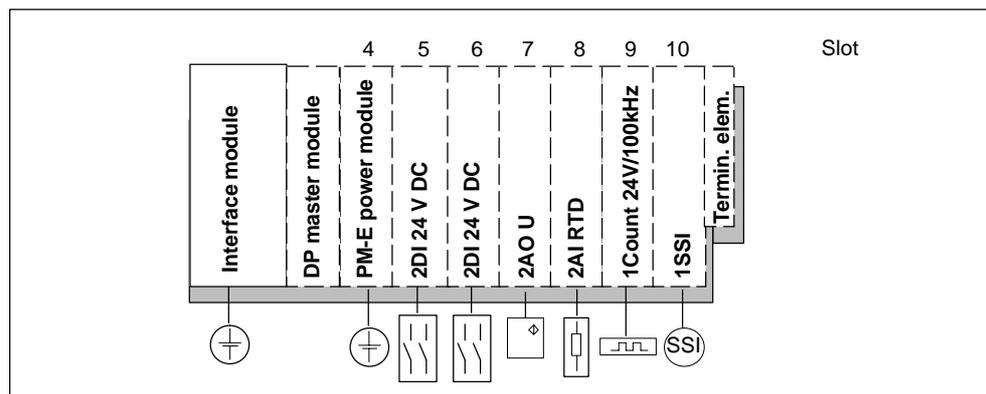 4 5 6 7 8 9 10 Slot
Interface module
DP master module
PM-E power module
2DI 24 V DC
2DI 24 V DC
2AO U
2AI RTD
1Count 24V/100kHz
1SSI
Termin. elem.
SSI